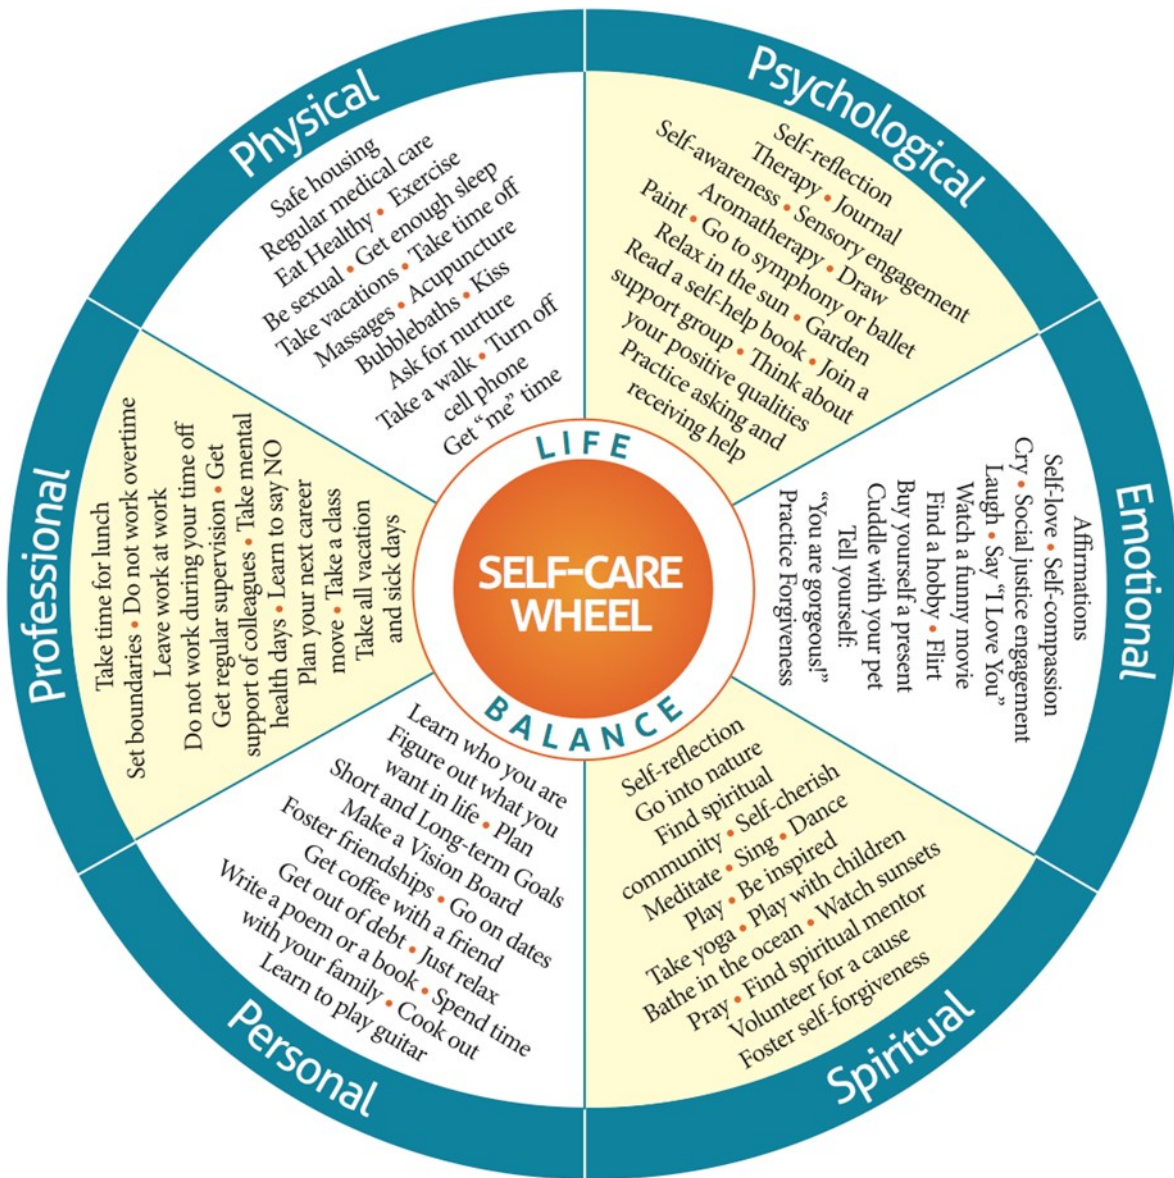 Physical
Safe housing
Regular medical care
Eat Healthy • Exercise
Be sexual • Get enough sleep
Take vacations • Take time off
Massages • Acupuncture
Bubblebaths • Kiss
Ask for nurture
Take a walk • Turn off
cell phone
Get “me” time
Psychological
Self-reflection
Therapy • Journal
Self-awareness • Sensory engagement
Aromatherapy • Draw
Paint • Go to symphony or ballet
Relax in the sun • Garden
Read a self-help book • Join a
support group • Think about
your positive qualities
Practice asking and
receiving help
Emotional
Affirmations
Self-love • Self-compassion
Cry • Social justice engagement
Laugh • Say “I Love You”
Watch a funny movie
Find a hobby • Flirt
Buy yourself a present
Cuddle with your pet
Tell yourself:
“You are gorgeous!”
Practice Forgiveness
Spiritual
Self-reflection
Go into nature
Find spiritual
community • Self-cherish
Meditate • Sing • Dance
Play • Be inspired
Take yoga • Play with children
Bathe in the ocean • Watch sunsets
Pray • Find spiritual mentor
Volunteer for a cause
Foster self-forgiveness
Personal
Learn who you are
Figure out what you
want in life • Plan
Short and Long-term Goals
Make a Vision Board
Foster friendships • Go on dates
Get coffee with a friend
Get out of debt • Just relax
Write a poem or a book • Spend time
with your family • Cook out
Learn to play guitar
Professional
Take time for lunch
Set boundaries • Do not work overtime
Leave work at work
Do not work during your time off
Get regular supervision • Get
support of colleagues • Take mental
health days • Learn to say NO
Plan your next career
move • Take a class
Take all vacation
and sick days
LIFE
SELF-CARE
WHEEL
BALANCE